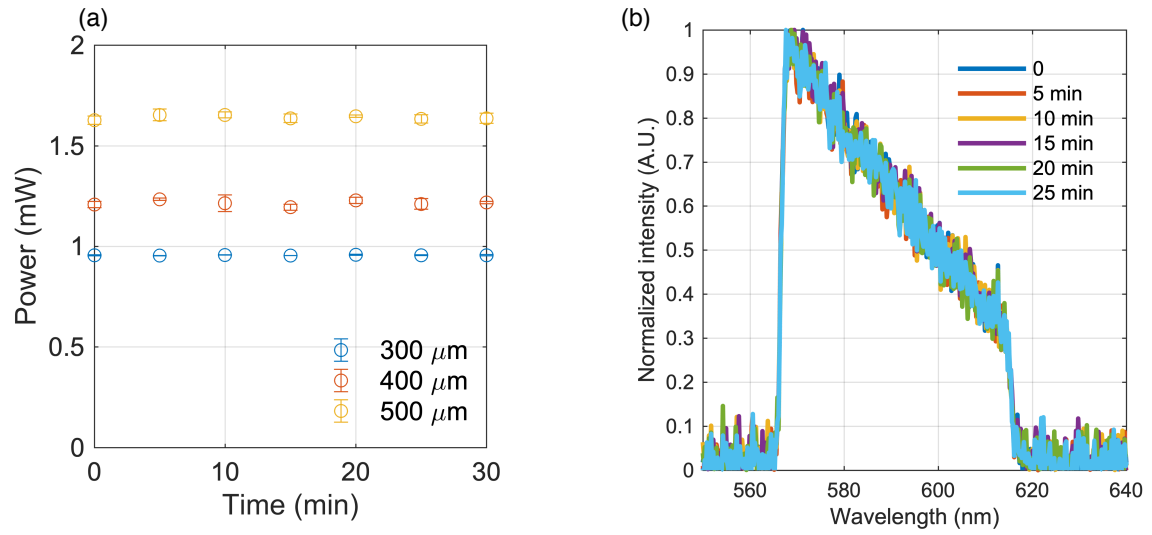 (a)
2
1.5
1
0.5
0
0
10
20
30
Power (mW)
Time (min)
300 μm
400 μm
500 μm
(b)
1
0.9
0.8
0.7
0.6
0.5
0.4
0.3
0.2
0.1
0
560
580
600
620
640
Normalized intensity (A.U.)
Wavelength (nm)
0
5 min
10 min
15 min
20 min
25 min